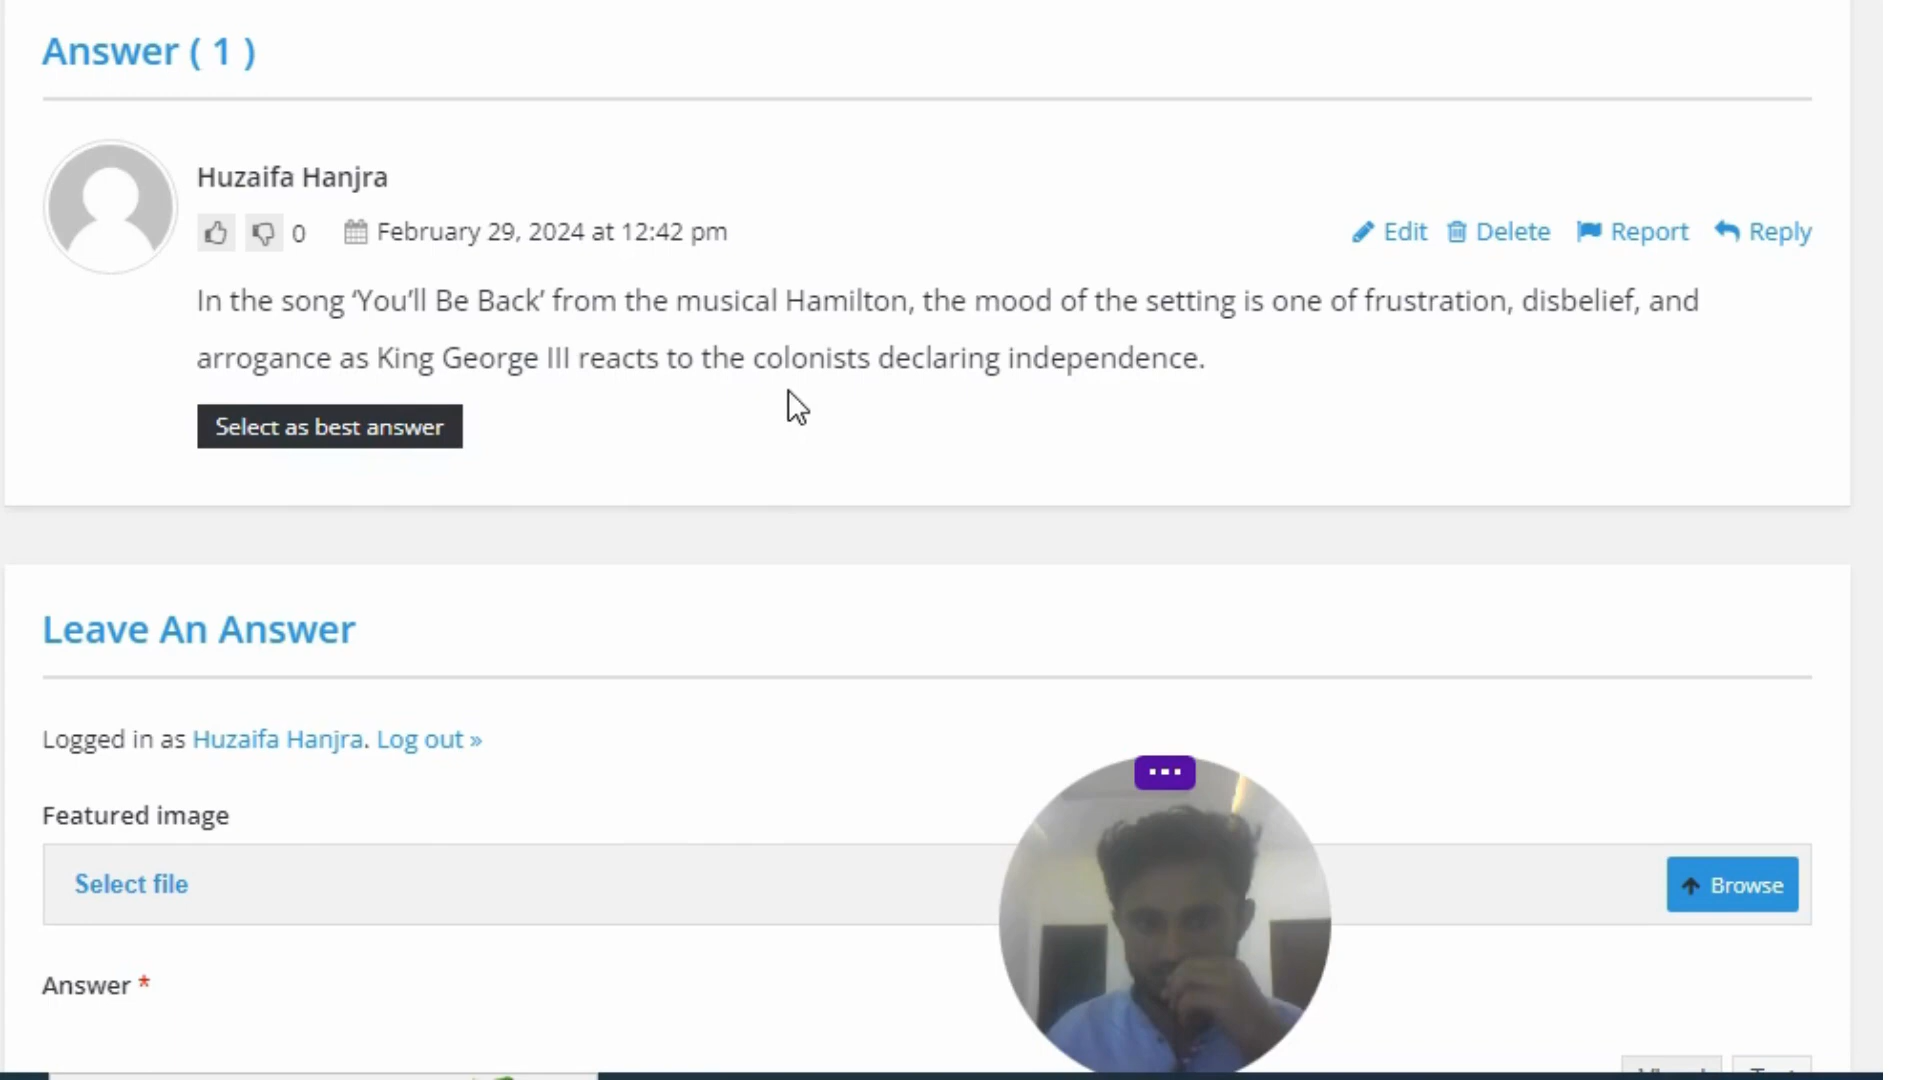 Answer ( 1 )
Huzaifa Hanjra
0 February 29, 2024 at 12:42 pm Edit Delete Report Reply
In the song ‘You’ll Be Back’ from the musical Hamilton, the mood of the setting is one of frustration, disbelief, and
arrogance as King George III reacts to the colonists declaring independence.
Select as best answer
Leave An Answer
Logged in as Huzaifa Hanjra. Log out »
Featured image
Select file
Browse
Answer *